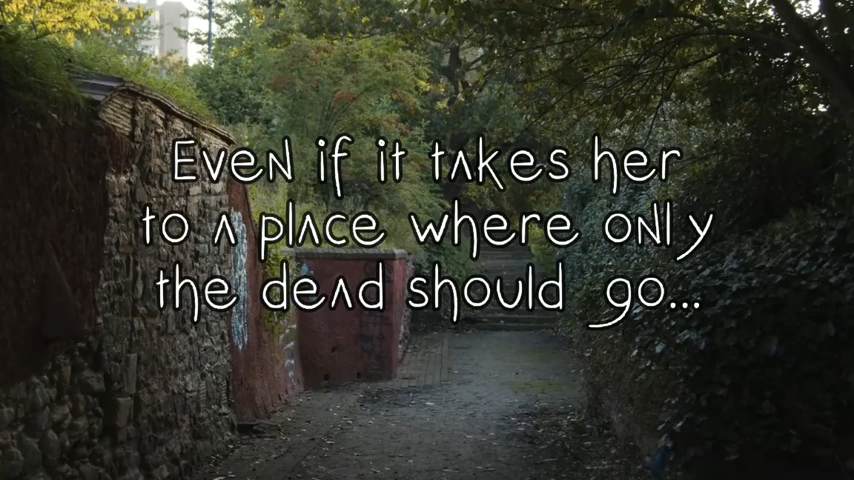 Even if it takes her
to a place where only
the dead should go...